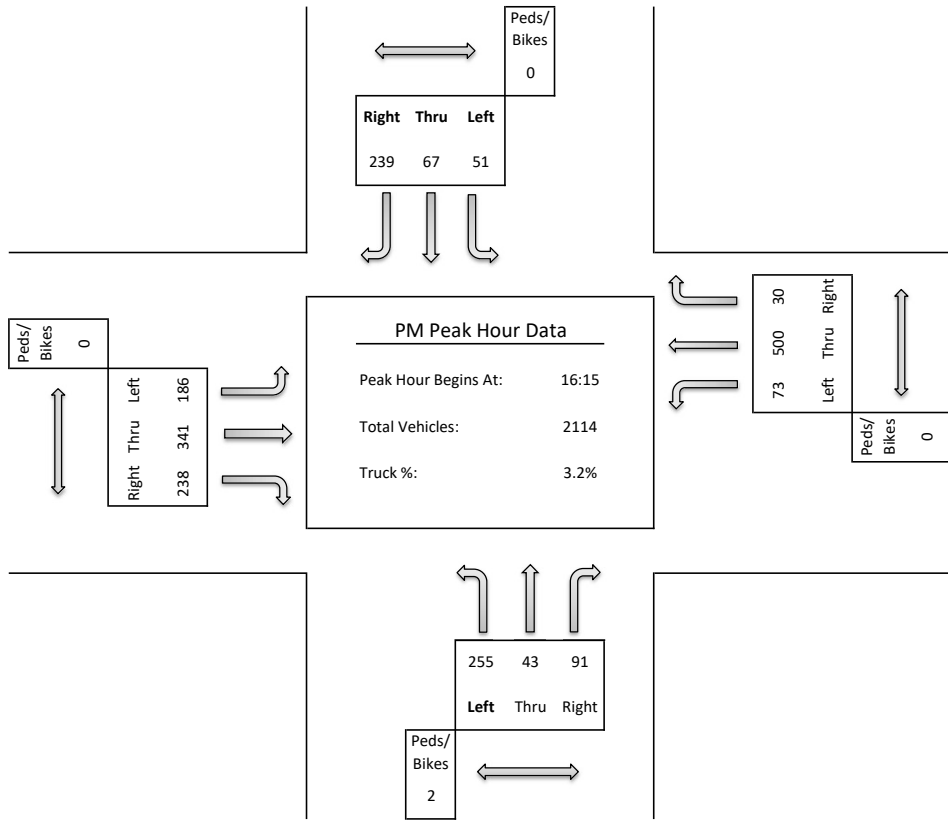 Peds/
Bikes
0
Right Thru Left
239 67 51
Peds/
Bikes
0
Left 186
Thru 341
Right 238
PM Peak Hour Data
Peak Hour Begins At: 16:15
Total Vehicles: 2114
Truck %: 3.2%
30 Right
500 Thru
73 Left
Peds/
Bikes
0
255 43 91
Left Thru Right
Peds/
Bikes
2